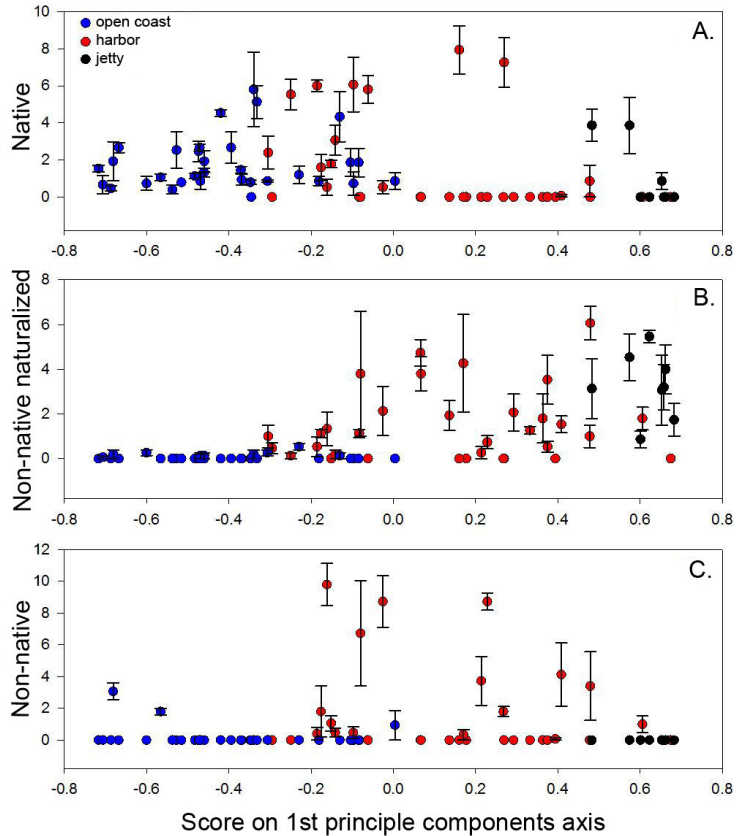 A.
open coast
harbor
jetty
Native
10
8
6
4
2
0
-0.8 -0.6 -0.4 -0.2 0.0 0.2 0.4 0.6 0.8
B.
Non-native naturalized
8
6
4
2
0
-0.8 -0.6 -0.4 -0.2 0.0 0.2 0.4 0.6 0.8
C.
Non-native
12
10
8
6
4
2
0
-0.8 -0.6 -0.4 -0.2 0.0 0.2 0.4 0.6 0.8
Score on 1st principle components axis